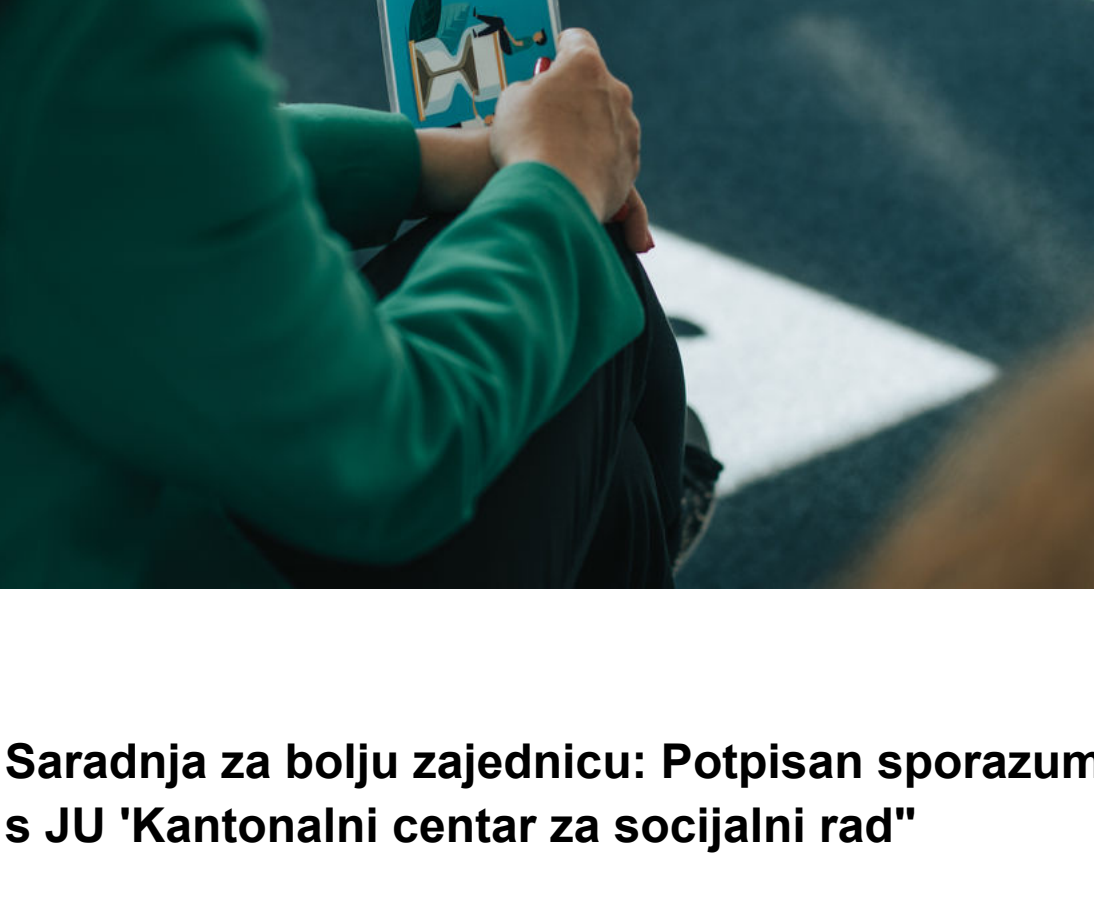 Saradnja za bolju zajednicu: Potpisan sporazum
s JU 'Kantonalni centar za socijalni rad"